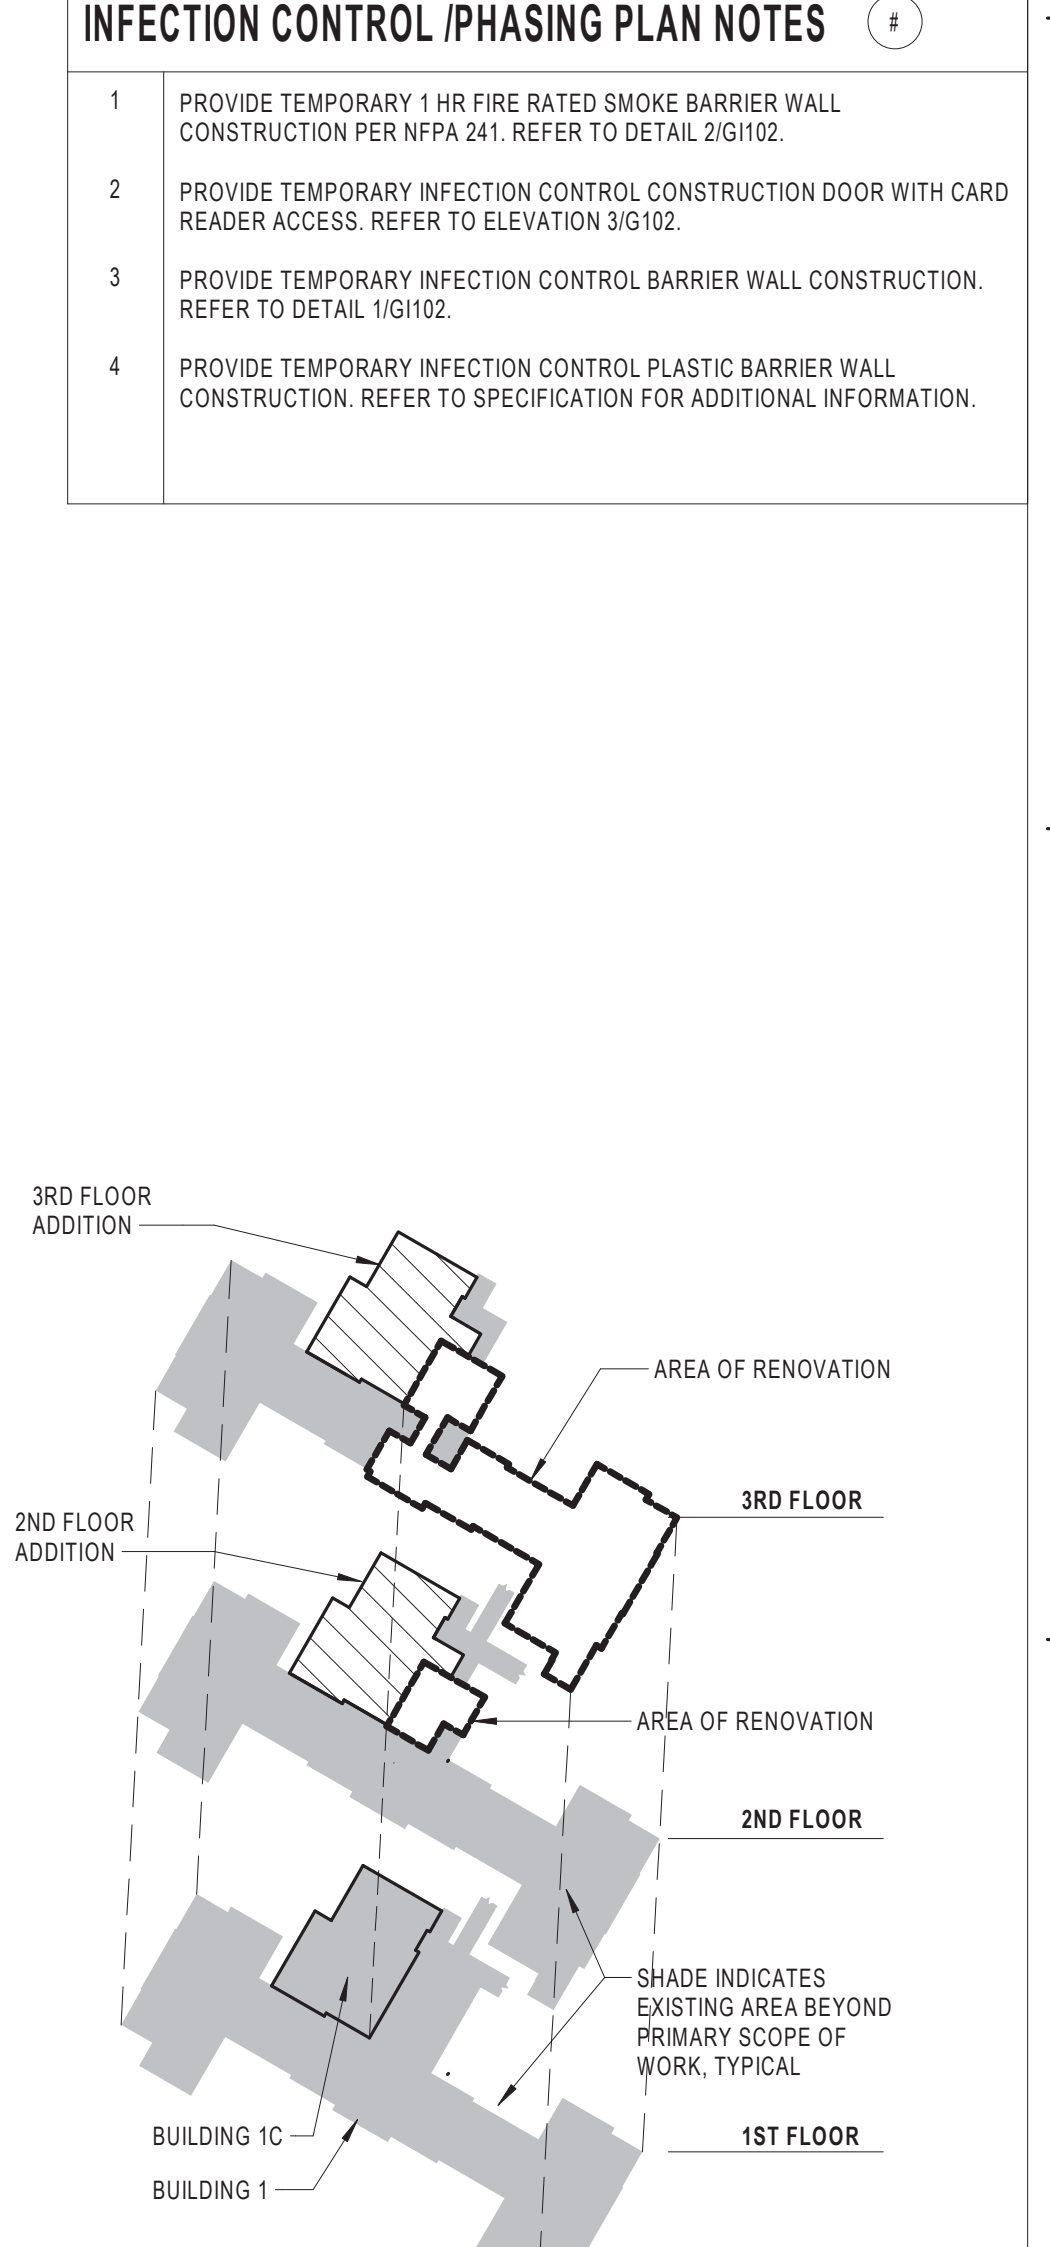 INFECTION CONTROL /PHASING PLAN NOTES #
1 PROVIDE TEMPORARY 1 HR FIRE RATED SMOKE BARRIER WALL
CONSTRUCTION PER NFPA 241. REFER TO DETAIL 2/GI102.
2 PROVIDE TEMPORARY INFECTION CONTROL CONSTRUCTION DOOR WITH CARD
READER ACCESS. REFER TO ELEVATION 3/G102.
3 PROVIDE TEMPORARY INFECTION CONTROL BARRIER WALL CONSTRUCTION.
REFER TO DETAIL 1/GI102.
4 PROVIDE TEMPORARY INFECTION CONTROL PLASTIC BARRIER WALL
CONSTRUCTION. REFER TO SPECIFICATION FOR ADDITIONAL INFORMATION.
3RD FLOOR
ADDITION
AREA OF RENOVATION
3RD FLOOR
2ND FLOOR
ADDITION
AREA OF RENOVATION
2ND FLOOR
SHADE INDICATES
EXISTING AREA BEYOND
PRIMARY SCOPE OF
WORK, TYPICAL
BUILDING 1C
1ST FLOOR
BUILDING 1